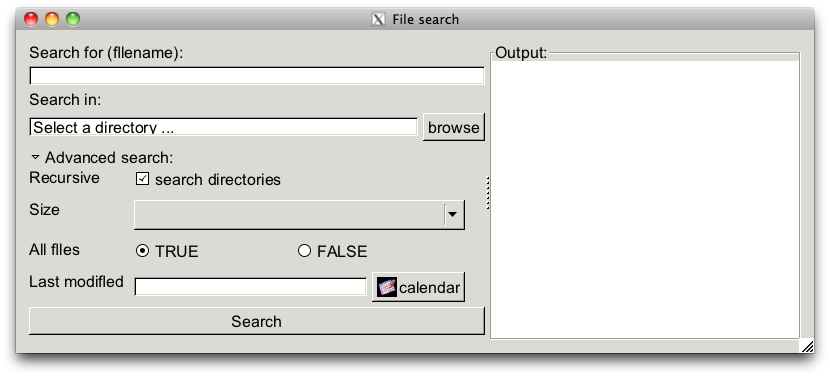 File search
Search for (filename):
Search in:
Select a directory ...
browse
Advanced search:
Recursive
search directories
Size
All files
TRUE
FALSE
Last modified
calendar
Search
Output: